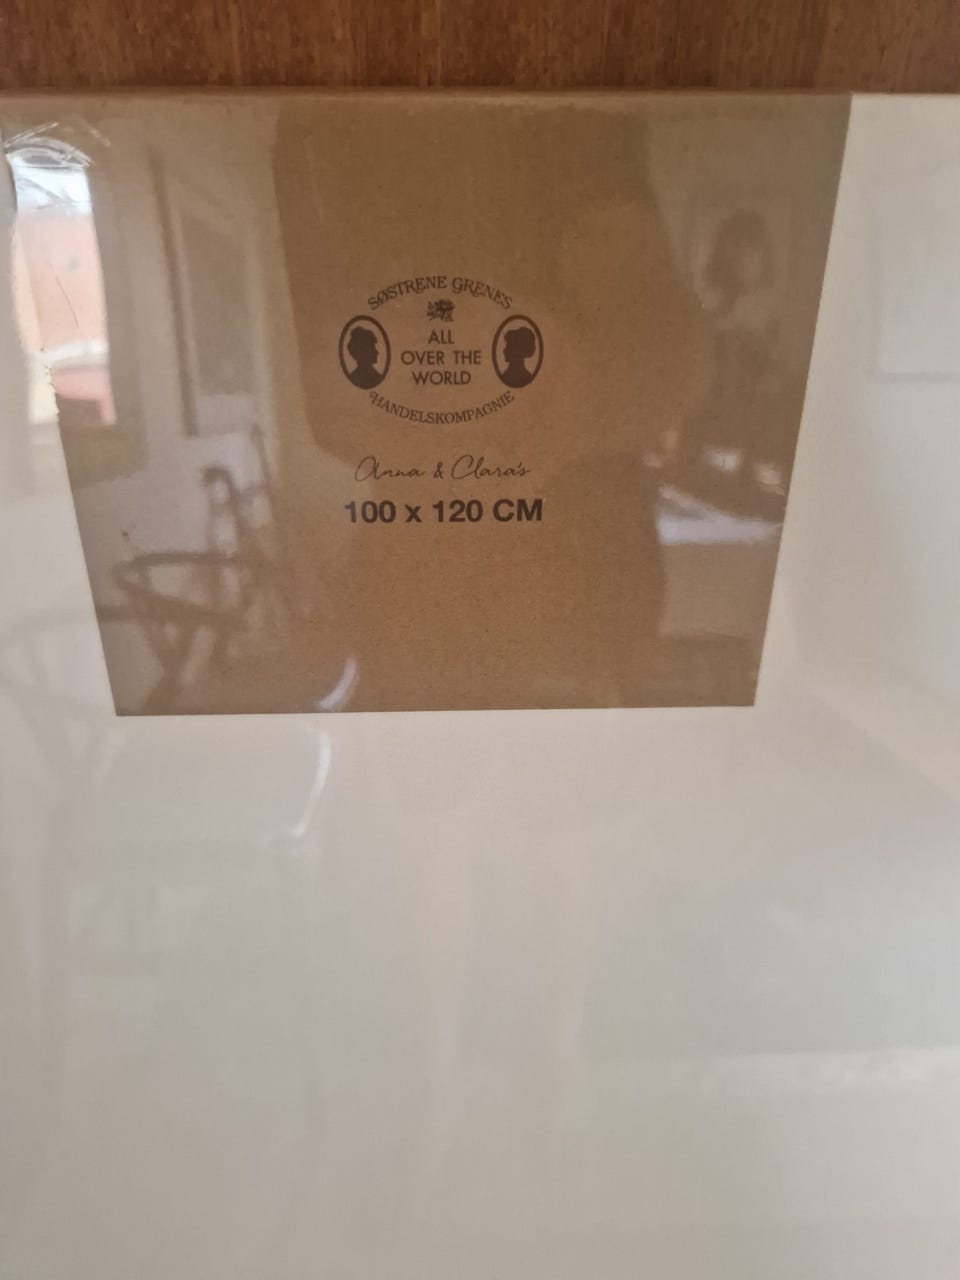 SØSTRENE GRENES
ALL
OVER THE
WORLD
HANDELSKOMPAGNIE
Anna & Clara's
100 x 120 CM